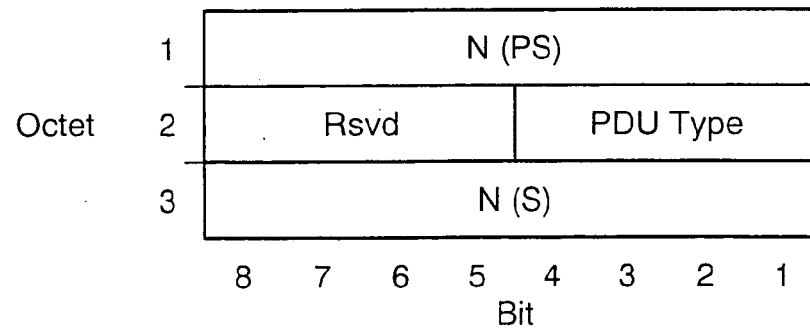 1 N (PS)
Octet 2 Rsvd PDU Type
3 N (S)
8 7 6 5 4 3 2 1
Bit